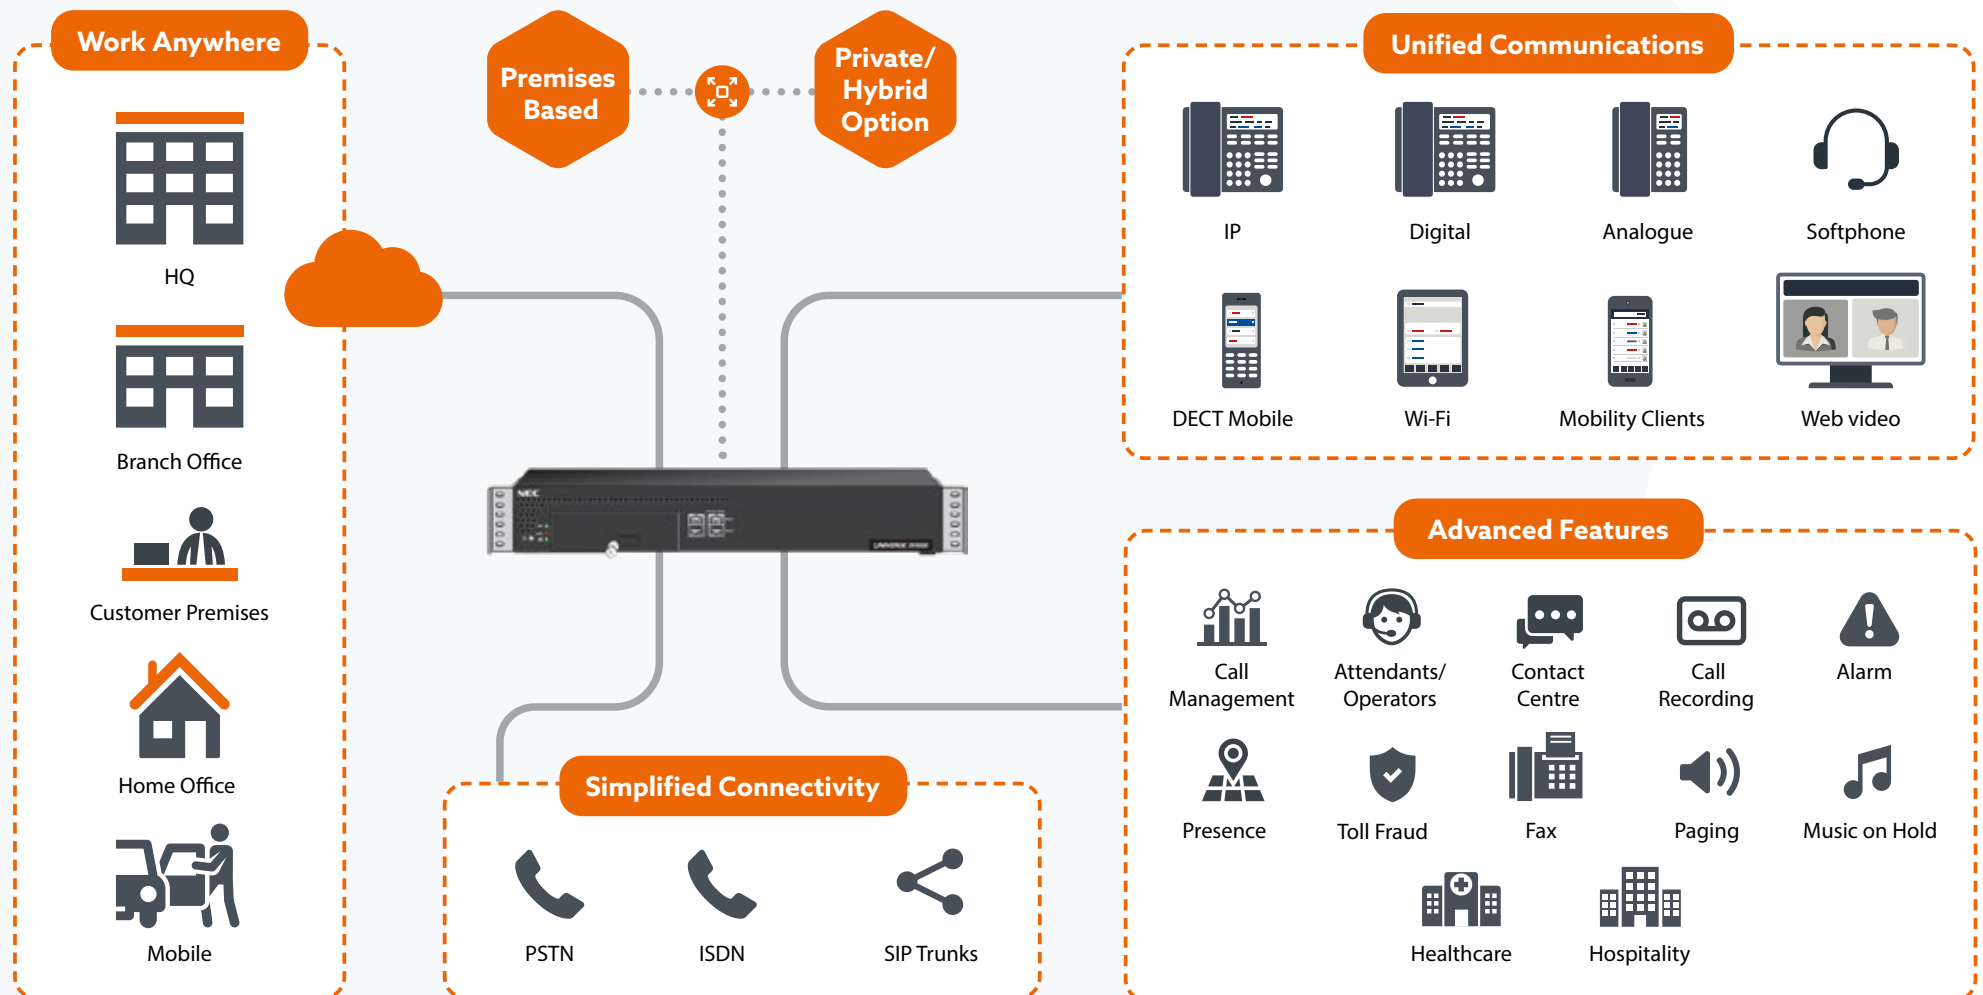 Work Anywhere
HQ
Branch Office
Customer Premises
Home Office
Mobile
Premises
Based
Private/
Hybrid
Option
NEC
Simplified Connectivity
PSTN
ISDN
SIP Trunks
Unified Communications
IP
Digital
Analogue
Softphone
DECT Mobile
Wi-Fi
Mobility Clients
Web video
Advanced Features
Call
Management
Attendants/
Operators
Contact
Centre
Call
Recording
Alarm
Presence
Toll Fraud
Fax
Paging
Music on Hold
Healthcare
Hospitality